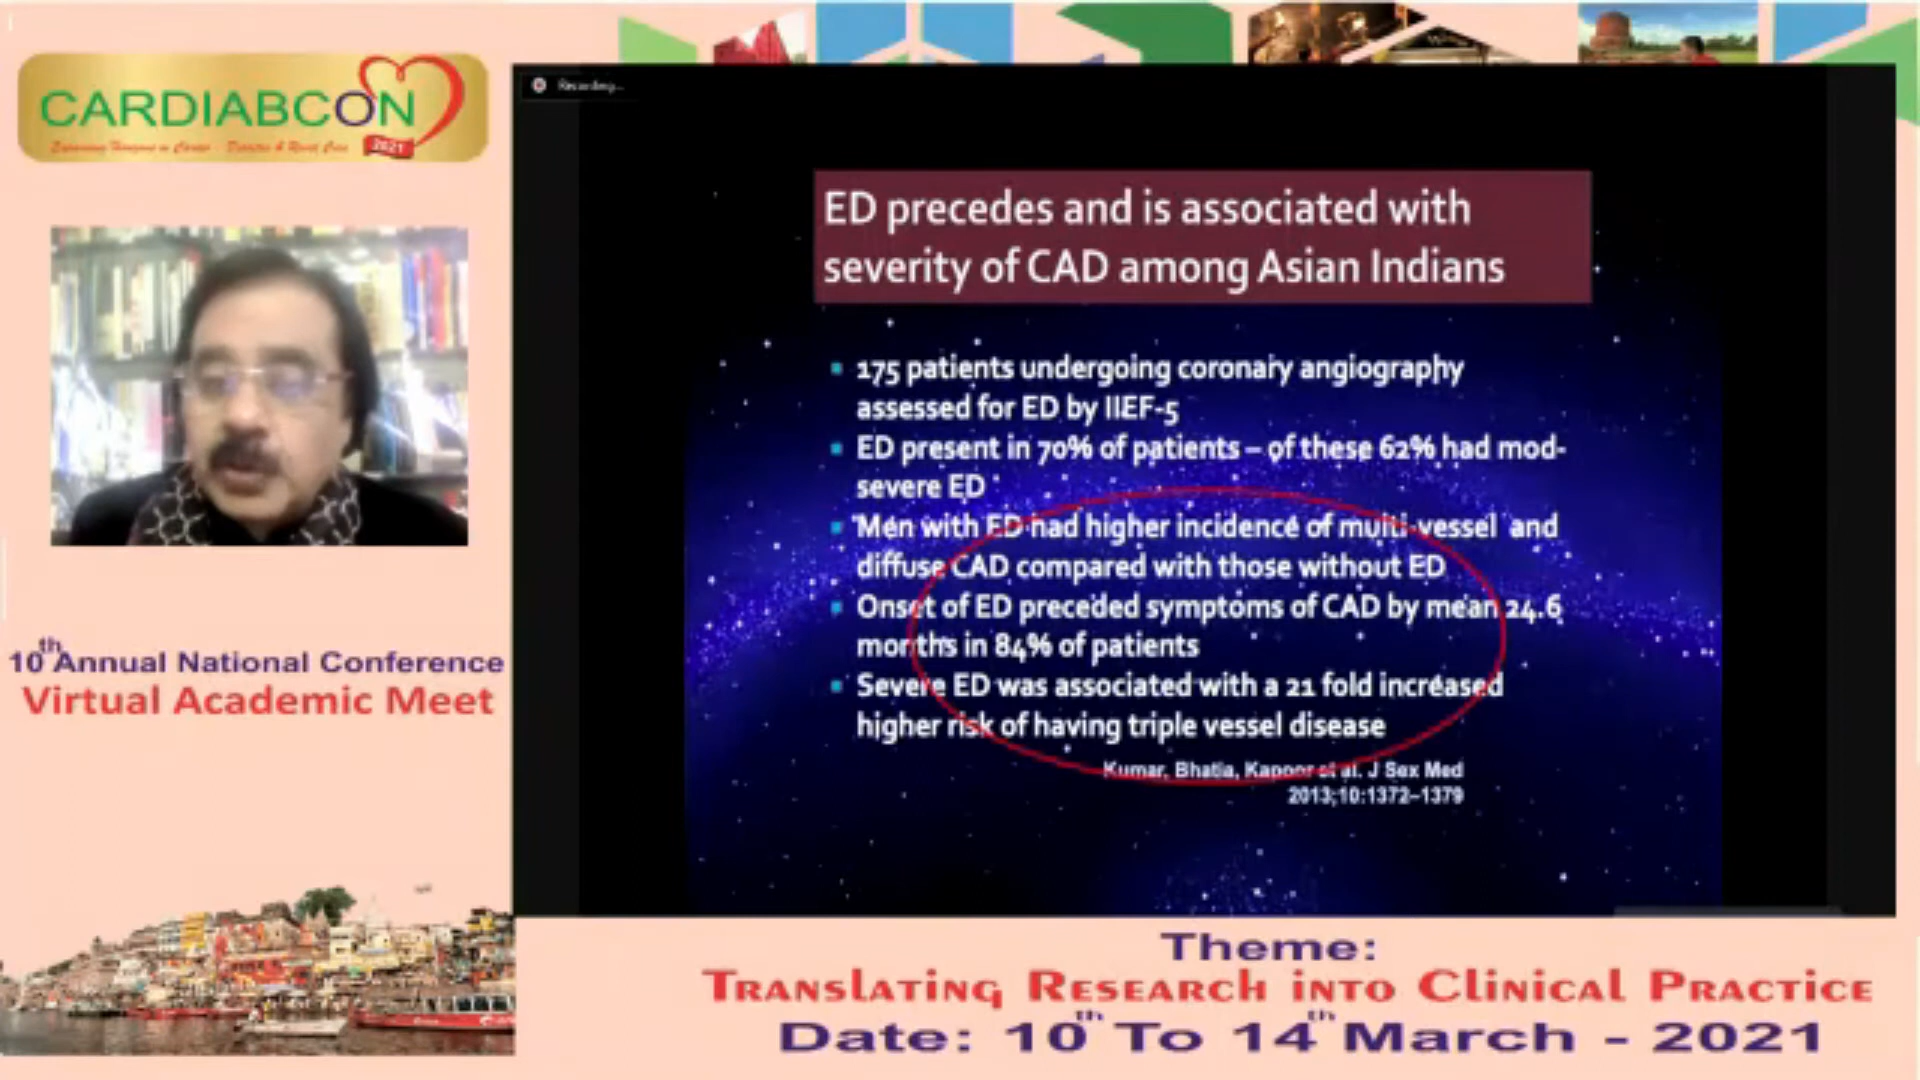 CARDIABCON
2021
Recording...
ED precedes and is associated with
severity of CAD among Asian Indians
175 patients undergoing coronary angiography
assessed for ED by IIEF-5
ED present in 70% of patients – of these 62% had mod-
severe ED
Men with ED had higher incidence of multi-vessel and
diffuse CAD compared with those without ED
Onset of ED preceded symptoms of CAD by mean 24.6
months in 84% of patients
Severe ED was associated with a 21 fold increased
higher risk of having triple vessel disease
Kumar, Bhatia, Kapoor et al. J Sex Med
2013;10:1372–1379
10th Annual National Conference
Virtual Academic Meet
Theme:
Translating Research into Clinical Practice
Date: 10th To 14th March - 2021